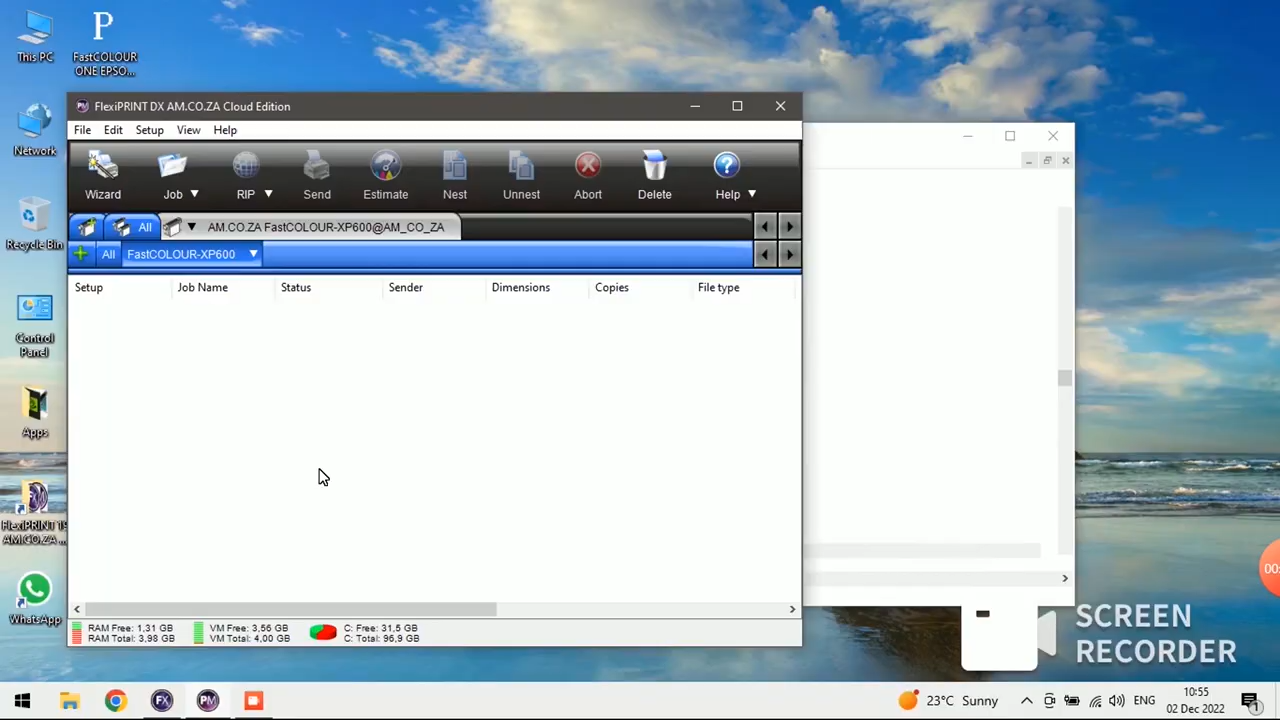 This PC
FastCOLOUR
ONE EPSO...
Network
Recycle Bin
Control
Panel
Apps
FlexiPRINT 19
AM.CO.ZA ...
WhatsApp
FlexiPRINT DX AM.CO.ZA Cloud Edition
File Edit Setup View Help
Wizard Job RIP Send Estimate Nest Unnest Abort Delete Help
All AM.CO.ZA FastCOLOUR-XP600@AM_CO_ZA
All FastCOLOUR-XP600
Setup Job Name Status Sender Dimensions Copies File type
RAM Free: 1,31 GB VM Free: 3,56 GB C: Free: 31,5 GB
RAM Total: 3,98 GB VM Total: 4,00 GB C: Total: 96,9 GB
00:
SCREEN
RECORDER
FX PM 23°C Sunny ENG 10:55
02 Dec 2022
1